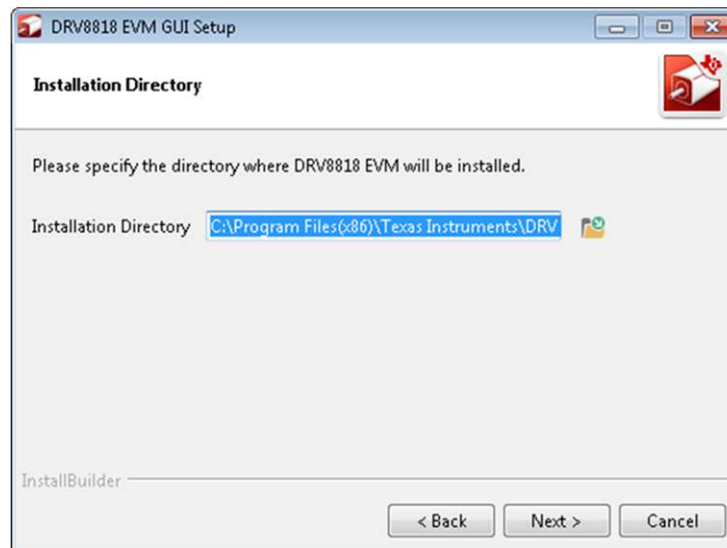 DRV8818 EVM GUI Setup
Installation Directory
Please specify the directory where DRV8818 EVM will be installed.
Installation Directory C:\Program Files(x86)\Texas Instruments\DRV
InstallBuilder
< Back Next > Cancel